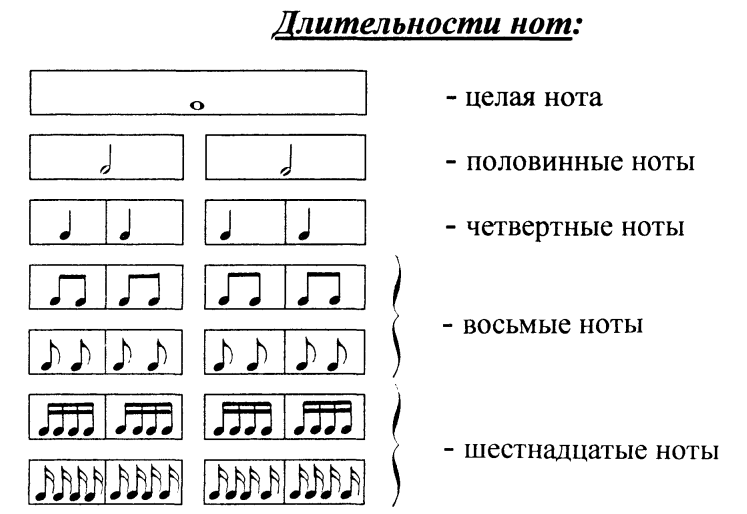 Длительности нот:
- целая нота
- половинные ноты
- четвертные ноты
- восьмые ноты
- шестнадцатые ноты